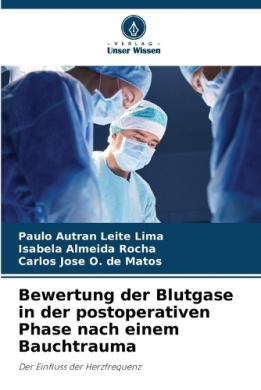 VERLAG
Unser Wissen
Paulo Autran Leite Lima
Isabela Almeida Rocha
Carlos Jose O. de Matos
Bewertung der Blutgase
in der postoperativen
Phase nach einem
Bauchtrauma
Der Einfluss der Herzfrequenz